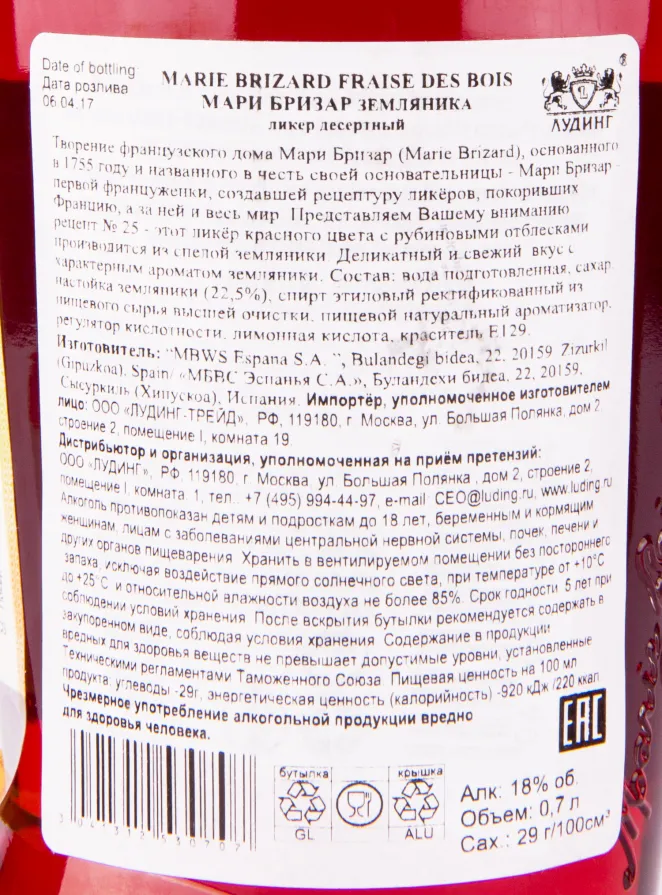 Date of bottling
Дата розлива
06.04.17
MARIE BRIZARD FRAISE DES BOIS
МАРИ БРИЗАР ЗЕМЛЯНИКА
ликер десертный
®
ЛУДИНГ
Творение французского дома Мари Бризар (Marie Brizard), основанного
в 1755 году и названного в честь своей основательницы - Мари Бризар -
первой француженки, создавшей рецептуру ликёров, покоривших
Францию, а за ней и весь мир. Представляем Вашему вниманию
рецепт № 25 - этот ликёр красного цвета с рубиновыми отблесками
производится из спелой земляники. Деликатный и свежий вкус с
характерным ароматом земляники. Состав: вода подготовленная, сахар,
настойка земляники (22,5%), спирт этиловый ректификованный из
пищевого сырья высшей очистки, пищевой натуральный ароматизатор,
регулятор кислотности: лимонная кислота, краситель Е129.
Изготовитель: “MBWS Espana S.A. ”, Bulandegi bidea, 22. 20159 Zizurkil
(Gipuzkoa), Spain/ «МБВС Эспанья С.А.», Буландехи бидеа, 22, 20159,
Сысуркиль (Хипускоа), Испания. Импортёр, уполномоченное изготовителем
лицо: ООО «ЛУДИНГ-ТРЕЙД», РФ, 119180, г. Москва, ул. Большая Полянка, дом 2,
строение 2, помещение I, комната 19.
Дистрибьютор и организация, уполномоченная на приём претензий:
ООО «ЛУДИНГ», РФ, 119180, г. Москва, ул. Большая Полянка , дом 2, строение 2,
помещение I, комната 1, тел.: +7 (495) 994-44-97, e-mail: CEO@luding.ru, www.luding.ru
Алкоголь противопоказан детям и подросткам до 18 лет, беременным и кормящим
женщинам, лицам с заболеваниями центральной нервной системы, почек, печени и
других органов пищеварения. Хранить в вентилируемом помещении без постороннего
запаха, исключая воздействие прямого солнечного света, при температуре от +10°С
до +25°С и относительной влажности воздуха не более 85%. Срок годности: 5 лет при
соблюдении условий хранения. После вскрытия бутылки рекомендуется содержать в
закупоренном виде, соблюдая условия хранения. Содержание в продукции
вредных для здоровья веществ не превышает допустимые уровни, установленные
Техническими регламентами Таможенного Союза. Пищевая ценность на 100 мл
продукта: углеводы -29г, энергетическая ценность (калорийность) -920 кДж /220 ккал
Чрезмерное употребление алкогольной продукции вредно
для здоровья человека.
EAC
бутылка
GL
крышка
ALU
Алк: 18% об.
Объем: 0,7 л
Сах.: 29 г/100см³